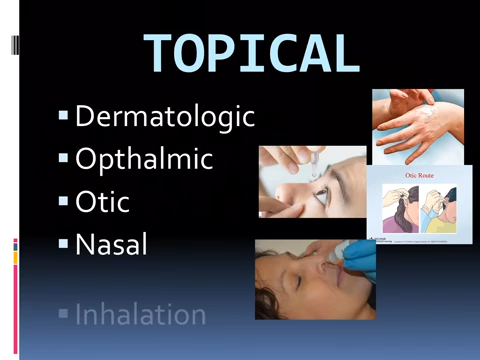 TOPICAL
Dermatologic
Opthalmic
Otic
Nasal
Inhalation
Otic Route